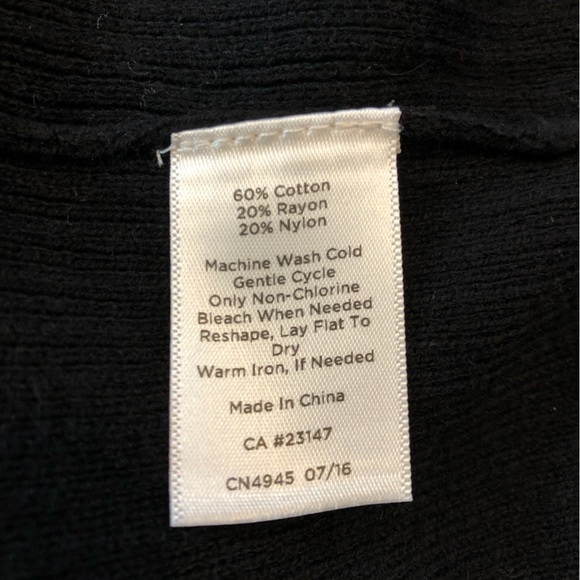 60% Cotton
20% Rayon
20% Nylon
Machine Wash Cold
Gentle Cycle
Only Non-Chlorine
Bleach When Needed
Reshape, Lay Flat To
Dry
Warm Iron, If Needed
Made In China
CA #23147
CN4945 07/16